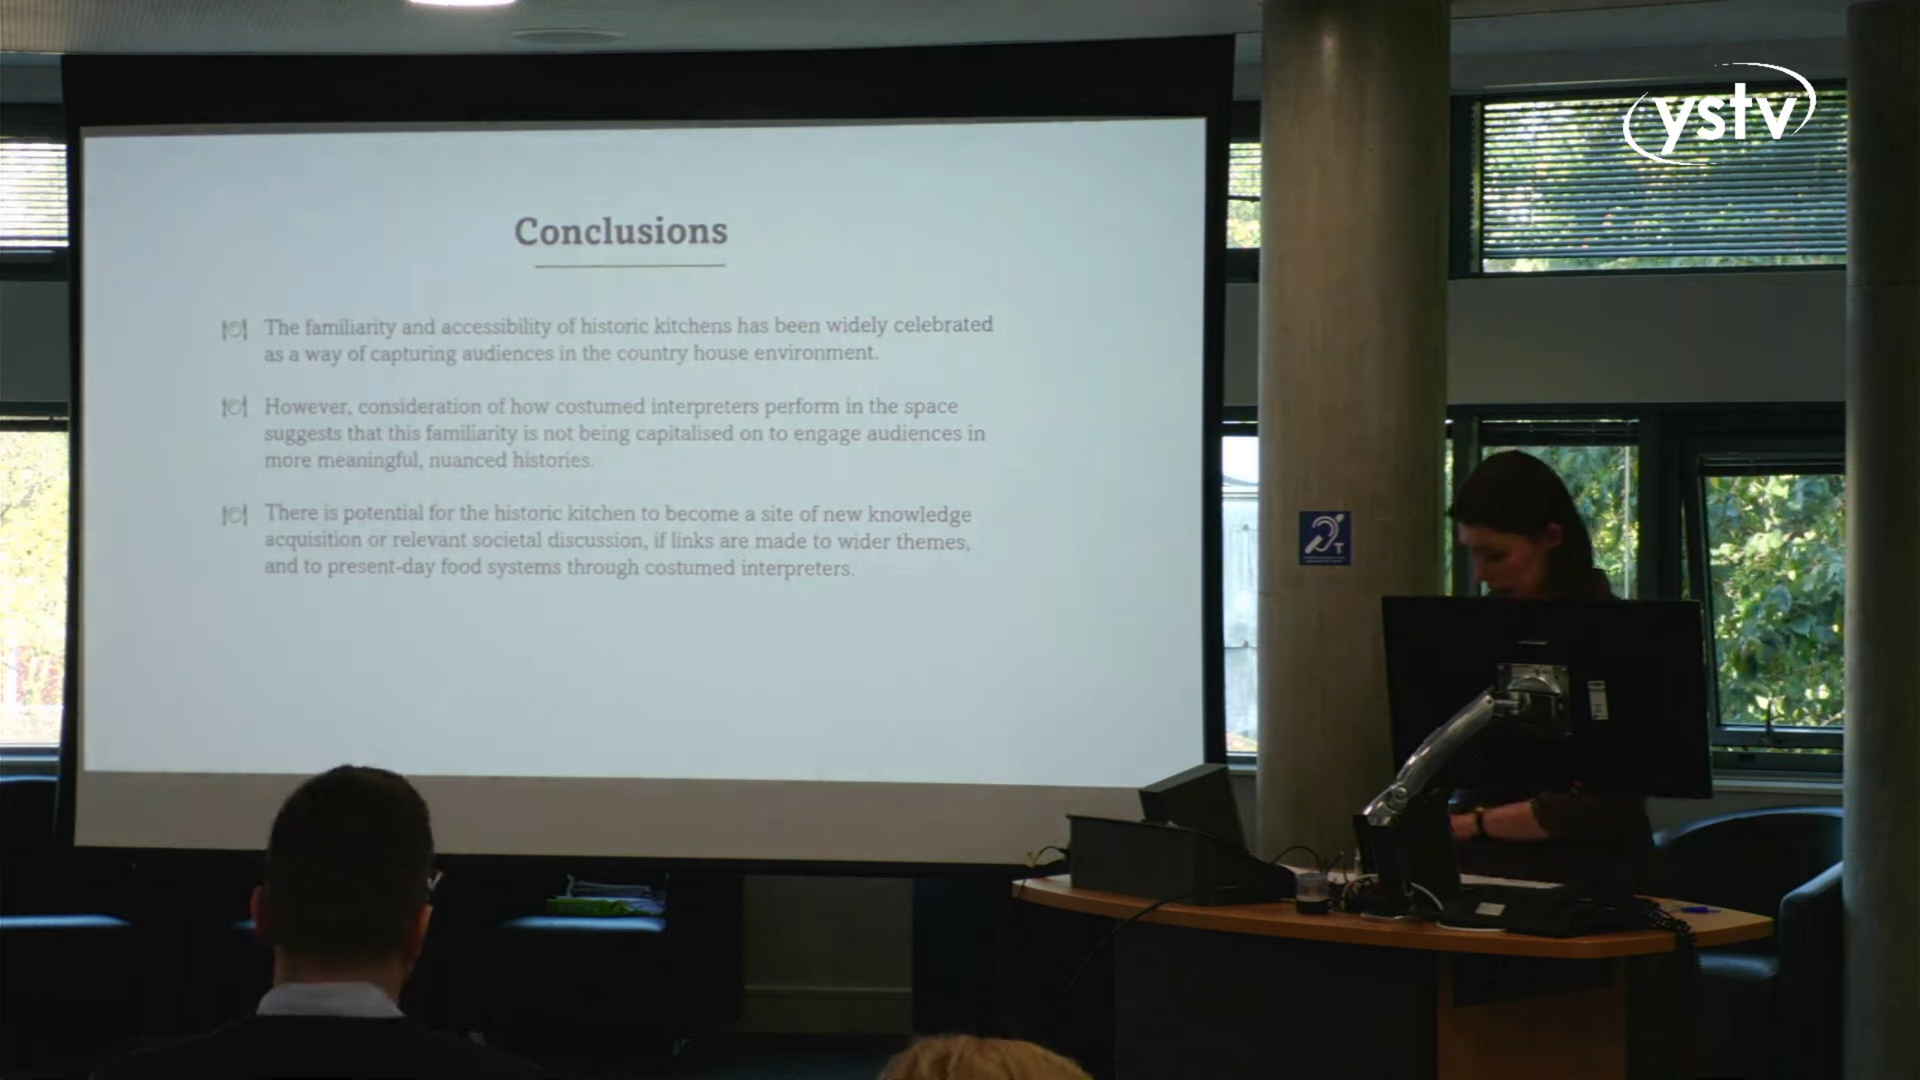 ystv
Conclusions
The familiarity and accessibility of historic kitchens has been widely celebrated
as a way of capturing audiences in the country house environment.
However, consideration of how costumed interpreters perform in the space
suggests that this familiarity is not being capitalised on to engage audiences in
more meaningful, nuanced histories.
There is potential for the historic kitchen to become a site of new knowledge
acquisition or relevant societal discussion, if links are made to wider themes,
and to present-day food systems through costumed interpreters.
T